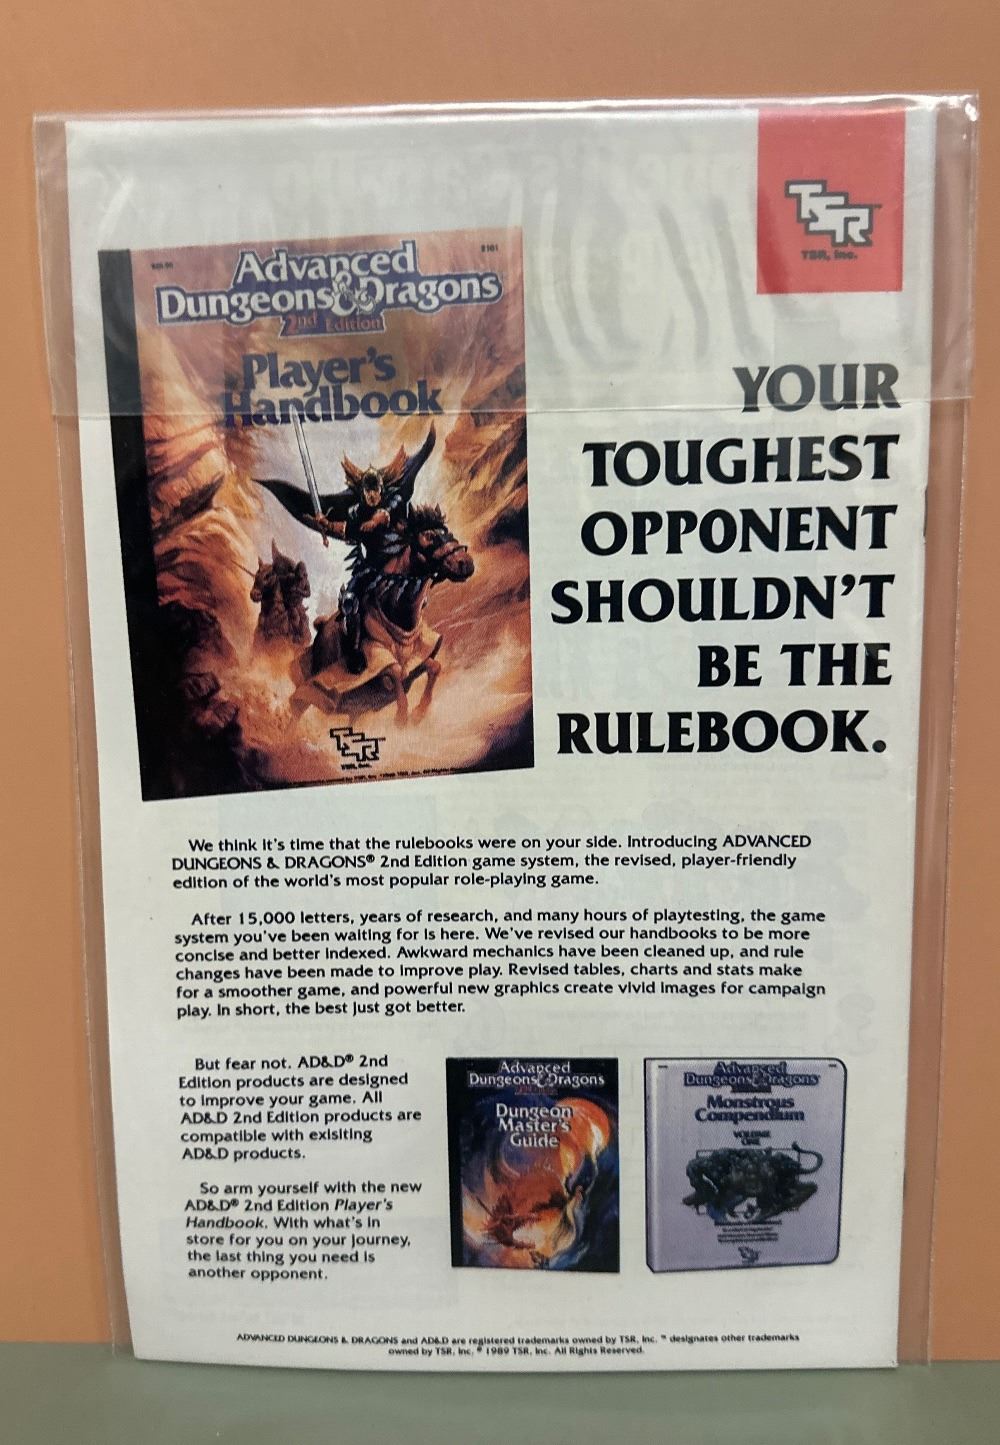 TSR
TSR, Inc.
Advanced
Dungeons & Dragons
2nd Edition
Player's
Handbook
TSR
TSR, Inc.
YOUR
TOUGHEST
OPPONENT
SHOULDN'T
BE THE
RULEBOOK.
We think it's time that the rulebooks were on your side. Introducing ADVANCED
DUNGEONS & DRAGONS® 2nd Edition game system, the revised, player-friendly
edition of the world's most popular role-playing game.
After 15,000 letters, years of research, and many hours of playtesting, the game
system you've been waiting for is here. We've revised our handbooks to be more
concise and better indexed. Awkward mechanics have been cleaned up, and rule
changes have been made to improve play. Revised tables, charts and stats make
for a smoother game, and powerful new graphics create vivid images for campaign
play. In short, the best just got better.
But fear not. AD&D® 2nd
Edition products are designed
to improve your game. All
AD&D 2nd Edition products are
compatible with exisiting
AD&D products.
So arm yourself with the new
AD&D® 2nd Edition Player's
Handbook. With what's in
store for you on your journey,
the last thing you need is
another opponent.
Advanced
Dungeons & Dragons
Dungeon
Master's
Guide
Advanced
Dungeons & Dragons
Monstrous
Compendium
VOLUME
ONE
TSR
ADVANCED DUNGEONS & DRAGONS and AD&D are registered trademarks owned by TSR, Inc. ™ designates other trademarks
owned by TSR, Inc. © 1989 TSR, Inc. All Rights Reserved.